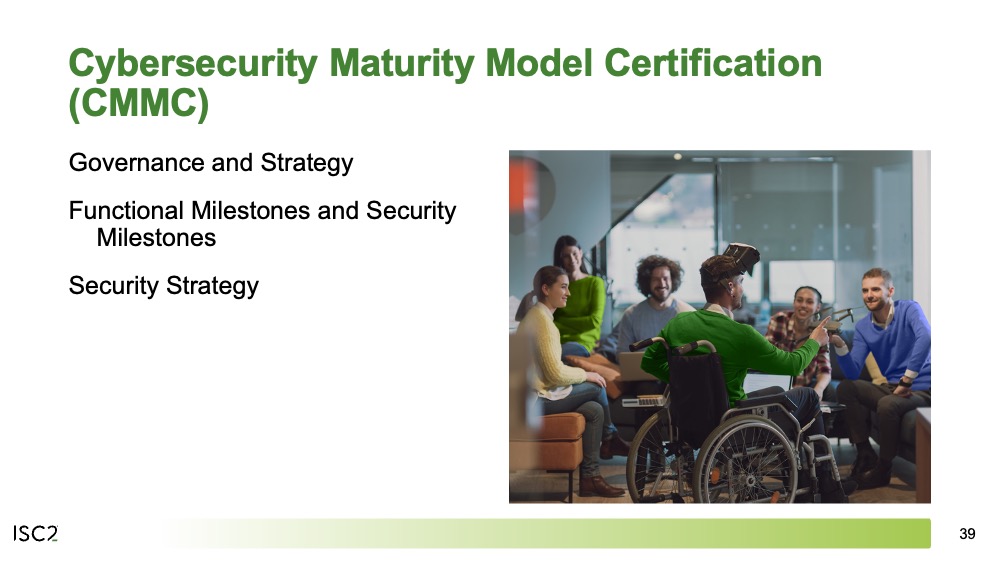 Cybersecurity Maturity Model Certification
(CMMC)
Governance and Strategy
Functional Milestones and Security
Milestones
Security Strategy
ISC2
39